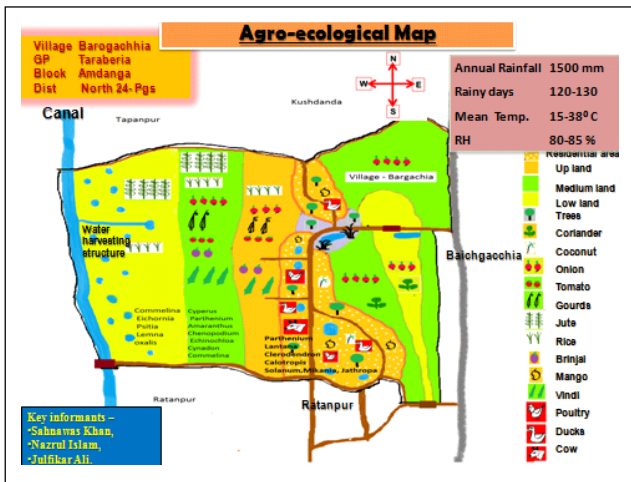 Agro-ecological Map
Village Barogachhia
GP Taraberia
Block Amdanga
Dist North 24- Pgs
Annual Rainfall 1500 mm
Rainy days 120-130
Mean Temp. 15-38⁰ C
RH 80-85 %
N
W E
S
Canal
Tapanpur
Kushdanda
Village - Bargachia
Baichgacchia
Water
harvesting
structure
Commelina
Eichornia
Psitia
Lemna
oxalis
Cyperus
Parthenium
Amaranthus
Chenopodium
Echinochloa
Cynadon
Commelina
Parthenium
Lantana
Clerodendron
Calotropis
Solanum,Mikania, Jathropa
Ratanpur
Ratanpur
Key informants –
•Sahnawas Khan,
•Nazrul Islam,
•Julfikar Ali.
Residential area
Up land
Medium land
Low land
Trees
Coriander
Coconut
Onion
Tomato
Gourds
Jute
Rice
Brinjal
Mango
Vindi
Poultry
Ducks
Cow